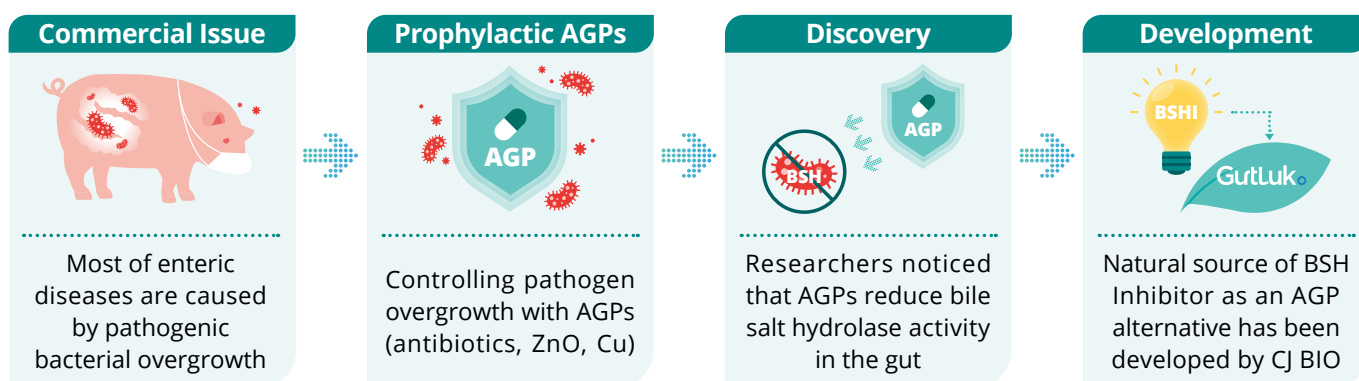 Commercial Issue
Most of enteric
diseases are caused
by pathogenic
bacterial overgrowth
Prophylactic AGPs
AGP
Controlling pathogen
overgrowth with AGPs
(antibiotics, ZnO, Cu)
Discovery
AGP
BSH
Researchers noticed
that AGPs reduce bile
salt hydrolase activity
in the gut
Development
BSHI
GutLuk
Natural source of BSH
Inhibitor as an AGP
alternative has been
developed by CJ BIO